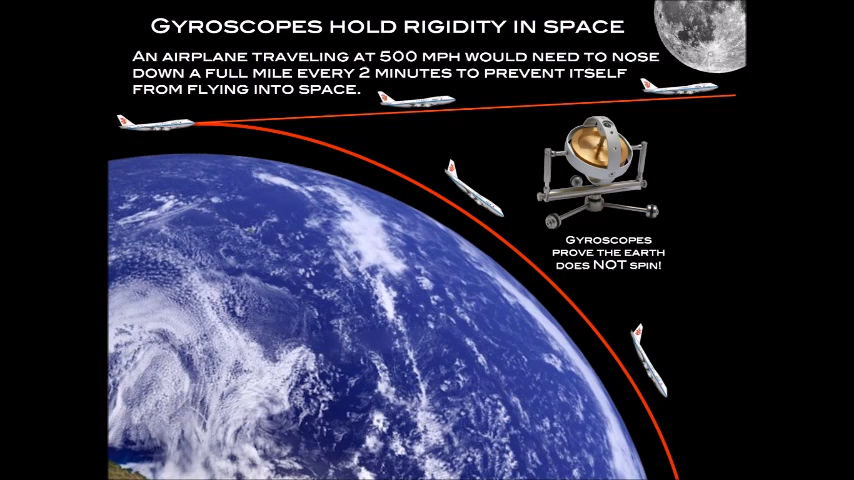 Gyroscopes hold rigidity in space
An airplane traveling at 500 mph would need to nose
down a full mile every 2 minutes to prevent itself
from flying into space.
Gyroscopes
prove the earth
does NOT spin!